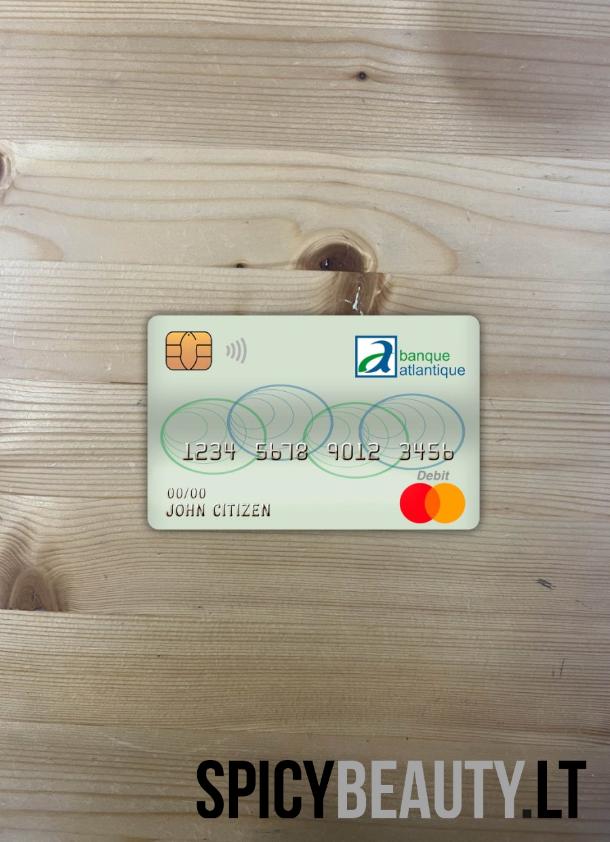 banque
atlantique
1234 5678 9012 3456
Debit
00/00
JOHN CITIZEN
SPICYBEAUTY.LT